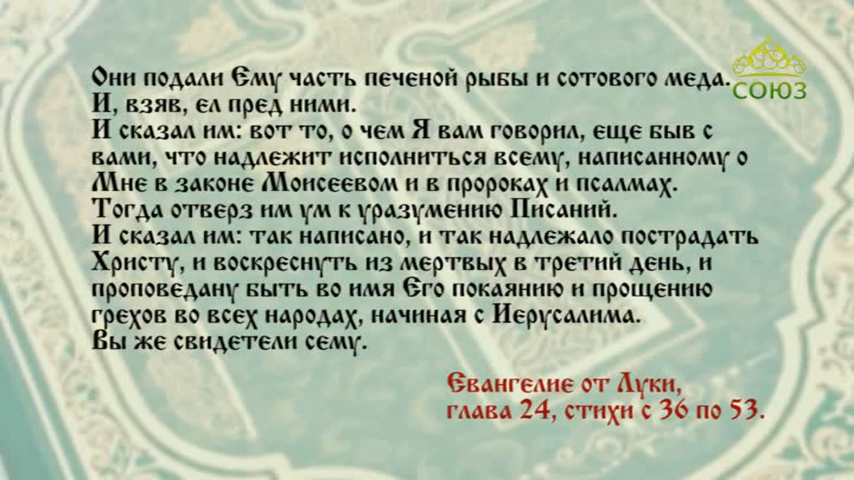 Они подали Ему часть печеной рыбы и сотового меда.
СОЮЗ
И, взяв, ел пред ними.
И сказал им: вот то, о чем Я вам говорил, еще быв с
вами, что надлежит исполниться всему, написанному о
Мне в законе Моисеевом и в пророках и псалмах.
Тогда отверз им ум к уразумению Писаний.
И сказал им: так написано, и так надлежало пострадать
Христу, и воскреснуть из мертвых в третий день, и
проповедану быть во имя Его покаянию и прощению
грехов во всех народах, начиная с Иерусалима.
Вы же свидетели сему.
Евангелие от Луки,
глава 24, стихи с 36 по 53.